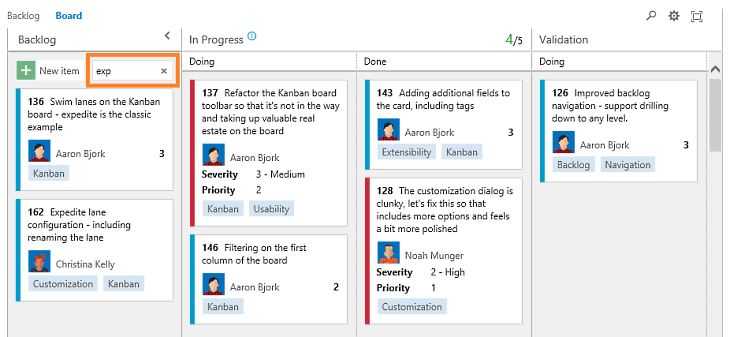 Backlog Board
Backlog
In Progress
4/5
Validation
New item
exp
Doing
Done
Doing
136 Swim lanes on the Kanban
board - expedite is the classic
example
Aaron Bjork 3
Kanban
162 Expedite lane
configuration - including
renaming the lane
Christina Kelly
Customization Kanban
137 Refactor the Kanban board
toolbar so that it's not in the way
and taking up valuable real
estate on the board
Aaron Bjork
Severity 3 - Medium
Priority 2
Kanban Usability
146 Filtering on the first
column of the board
Aaron Bjork 2
Kanban
143 Adding additional fields to
the card, including tags
Aaron Bjork 3
Extensibility Kanban
128 The customization dialog is
clunky, let's fix this so that
includes more options and feels
a bit more polished
Noah Munger
Severity 2 - High
Priority 1
Customization
126 Improved backlog
navigation - support drilling
down to any level.
Aaron Bjork 3
Backlog Navigation